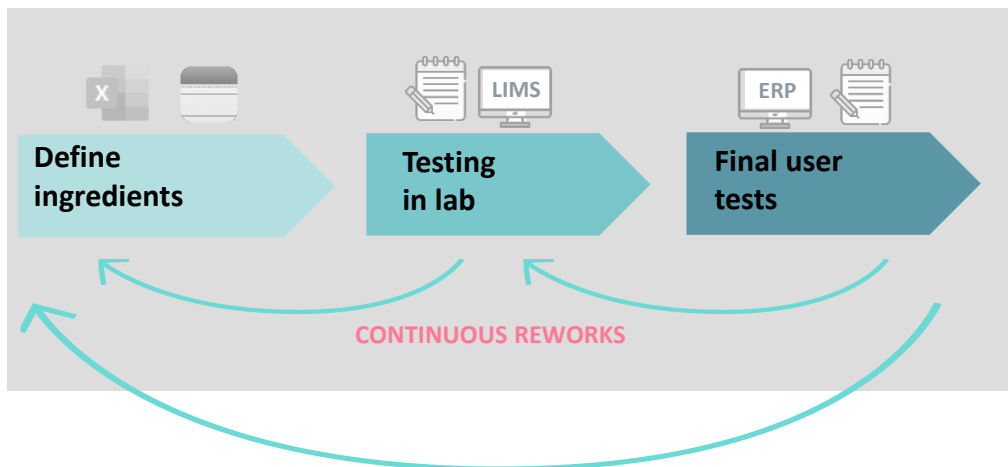 X
LIMS
ERP
Define
ingredients
Testing
in lab
Final user
tests
CONTINUOUS REWORKS